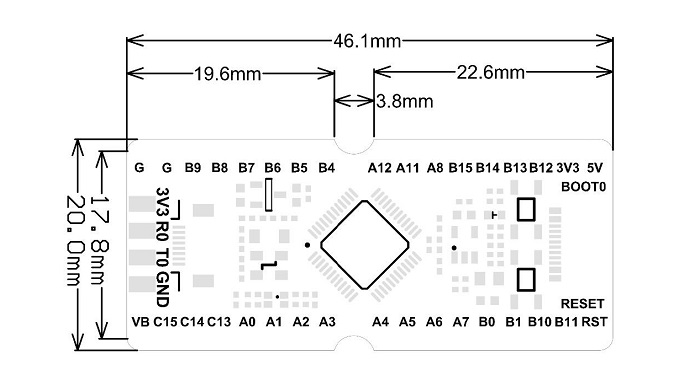 46.1mm
19.6mm
22.6mm
3.8mm
G G B9 B8 B7 B6 B5 B4 A12 A11 A8 B15 B14 B13 B12 3V3 5V
BOOT0
3V3 R0 T0 GND
17.8mm
20.0mm
RESET
VB C15 C14 C13 A0 A1 A2 A3 A4 A5 A6 A7 B0 B1 B10 B11 RST